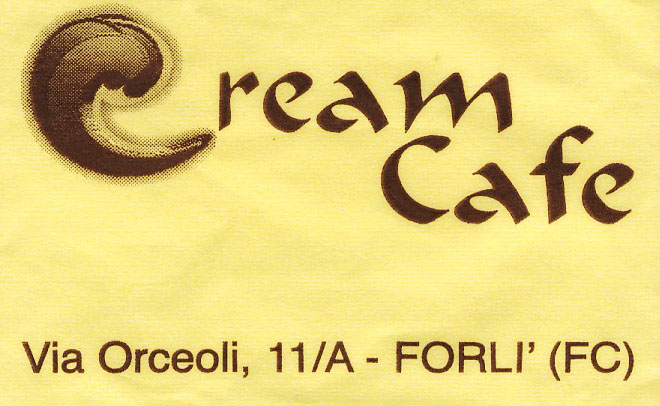 Cream
Cafe
Via Orceoli, 11/A - FORLI' (FC)